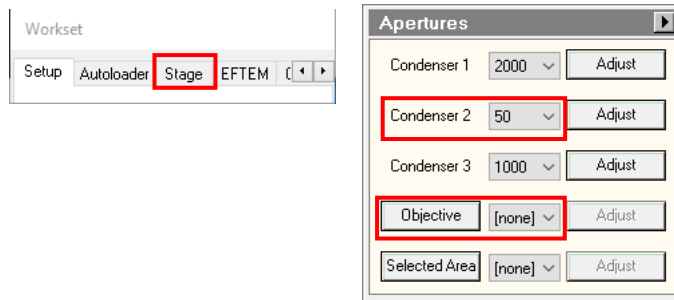 Workset
Setup Autoloader Stage EFTEM
Apertures
Condenser 1 2000 Adjust
Condenser 2 50 Adjust
Condenser 3 1000 Adjust
Objective [none] Adjust
Selected Area [none] Adjust